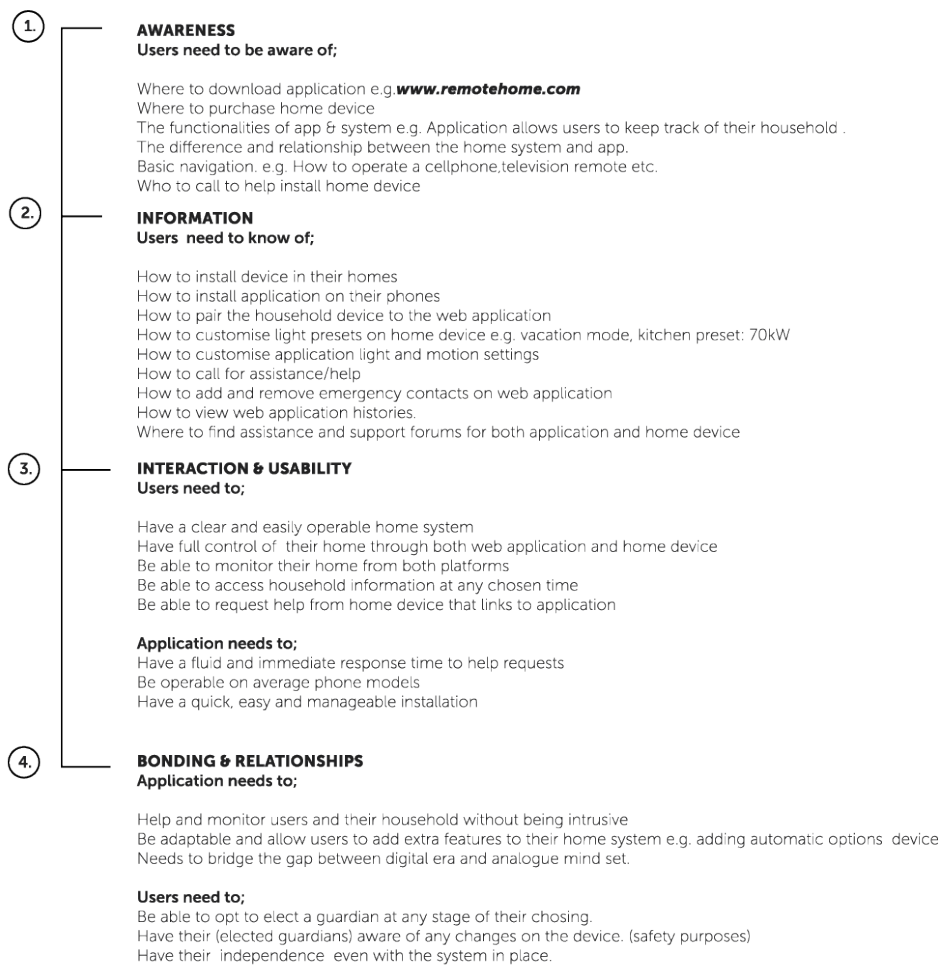 1.
AWARENESS
Users need to be aware of;
Where to download application e.g.www.remotehome.com
Where to purchase home device
The functionalities of app & system e.g. Application allows users to keep track of their household .
The difference and relationship between the home system and app.
Basic navigation. e.g. How to operate a cellphone,television remote etc.
Who to call to help install home device
2.
INFORMATION
Users need to know of;
How to install device in their homes
How to install application on their phones
How to pair the household device to the web application
How to customise light presets on home device e.g. vacation mode, kitchen preset: 70kW
How to customise application light and motion settings
How to call for assistance/help
How to add and remove emergency contacts on web application
How to view web application histories.
Where to find assistance and support forums for both application and home device
3.
INTERACTION & USABILITY
Users need to;
Have a clear and easily operable home system
Have full control of their home through both web application and home device
Be able to monitor their home from both platforms
Be able to access household information at any chosen time
Be able to request help from home device that links to application
Application needs to;
Have a fluid and immediate response time to help requests
Be operable on average phone models
Have a quick, easy and manageable installation
4.
BONDING & RELATIONSHIPS
Application needs to;
Help and monitor users and their household without being intrusive
Be adaptable and allow users to add extra features to their home system e.g. adding automatic options device
Needs to bridge the gap between digital era and analogue mind set.
Users need to;
Be able to opt to elect a guardian at any stage of their chosing.
Have their (elected guardians) aware of any changes on the device. (safety purposes)
Have their independence even with the system in place.